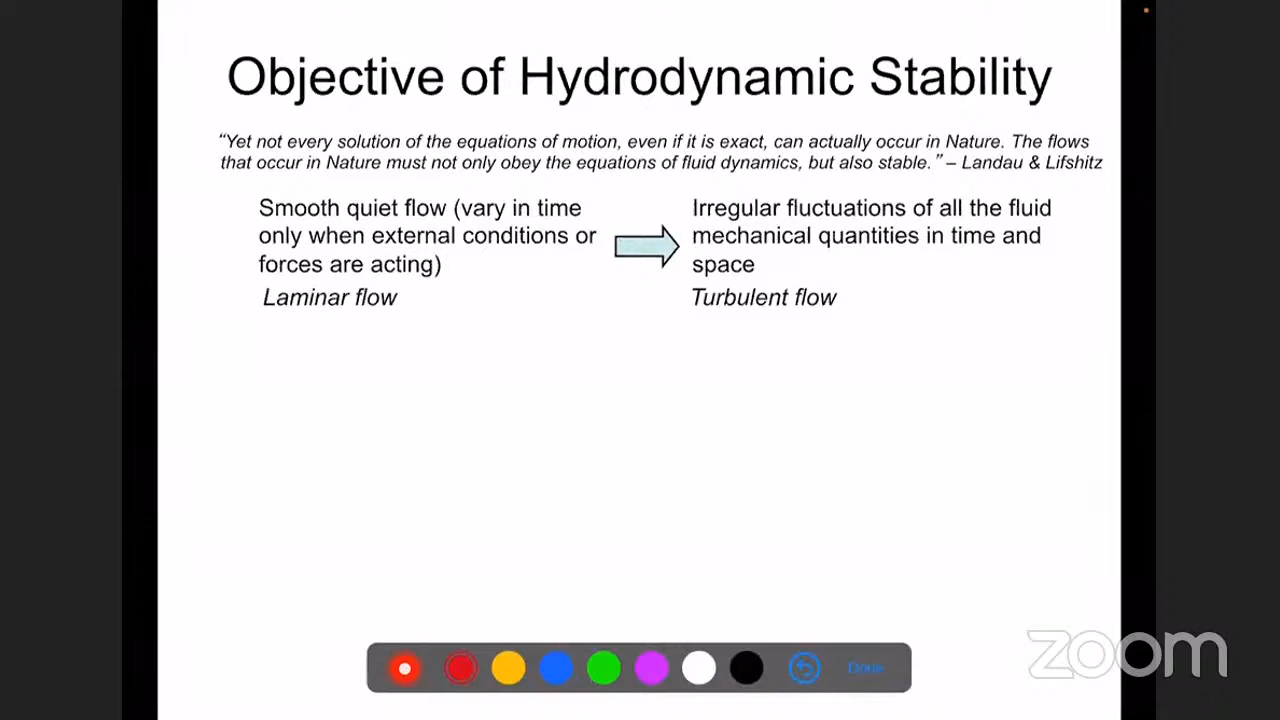 Objective of Hydrodynamic Stability
“Yet not every solution of the equations of motion, even if it is exact, can actually occur in Nature. The flows
that occur in Nature must not only obey the equations of fluid dynamics, but also stable.” – Landau & Lifshitz
Smooth quiet flow (vary in time
only when external conditions or
forces are acting)
Laminar flow
Irregular fluctuations of all the fluid
mechanical quantities in time and
space
Turbulent flow
Done
zoom